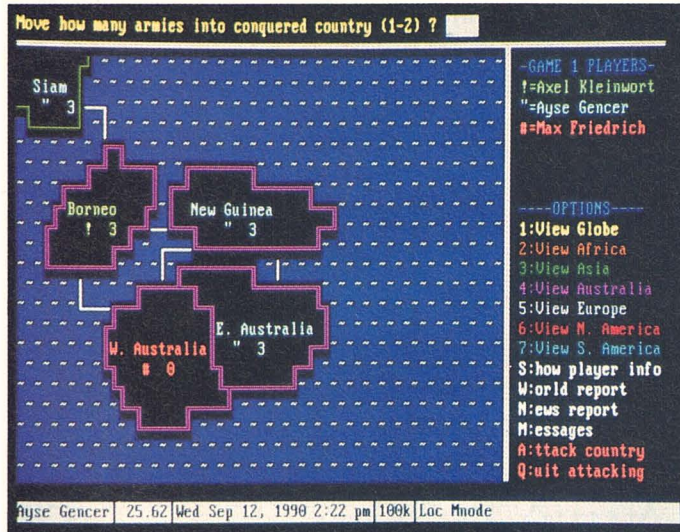 Move how many armies into conquered country (1-2) ?
Siam
" 3
Borneo
! 3
New Guinea
" 3
W. Australia
# 0
E. Australia
" 3
-GAME 1 PLAYERS-
!=Axel Kleinwort
"=Ayse Gencer
#=Max Friedrich
----OPTIONS----
1:View Globe
2:View Africa
3:View Asia
4:View Australia
5:View Europe
6:View N. America
7:View S. America
S:how player info
W:orld report
N:ews report
M:essages
A:ttack country
Q:uit attacking
Ayse Gencer 25.62 Wed Sep 12, 1990 2:22 pm 100k Loc Mnode